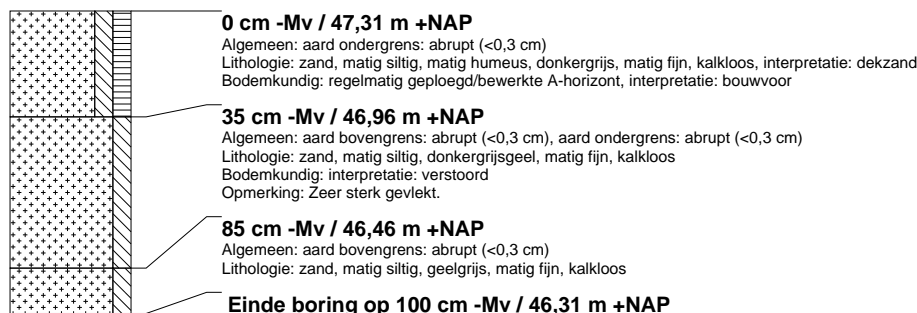 0 cm -Mv / 47,31 m +NAP
Algemeen: aard ondergrens: abrupt (<0,3 cm)
Lithologie: zand, matig siltig, matig humeus, donkergrijs, matig fijn, kalkloos, interpretatie: dekzand
Bodemkundig: regelmatig geploegd/bewerkte A-horizont, interpretatie: bouwvoor
35 cm -Mv / 46,96 m +NAP
Algemeen: aard bovengrens: abrupt (<0,3 cm), aard ondergrens: abrupt (<0,3 cm)
Lithologie: zand, matig siltig, donkergrijsgeel, matig fijn, kalkloos
Bodemkundig: interpretatie: verstoord
Opmerking: Zeer sterk gevlekt.
85 cm -Mv / 46,46 m +NAP
Algemeen: aard bovengrens: abrupt (<0,3 cm)
Lithologie: zand, matig siltig, geelgrijs, matig fijn, kalkloos
Einde boring op 100 cm -Mv / 46,31 m +NAP